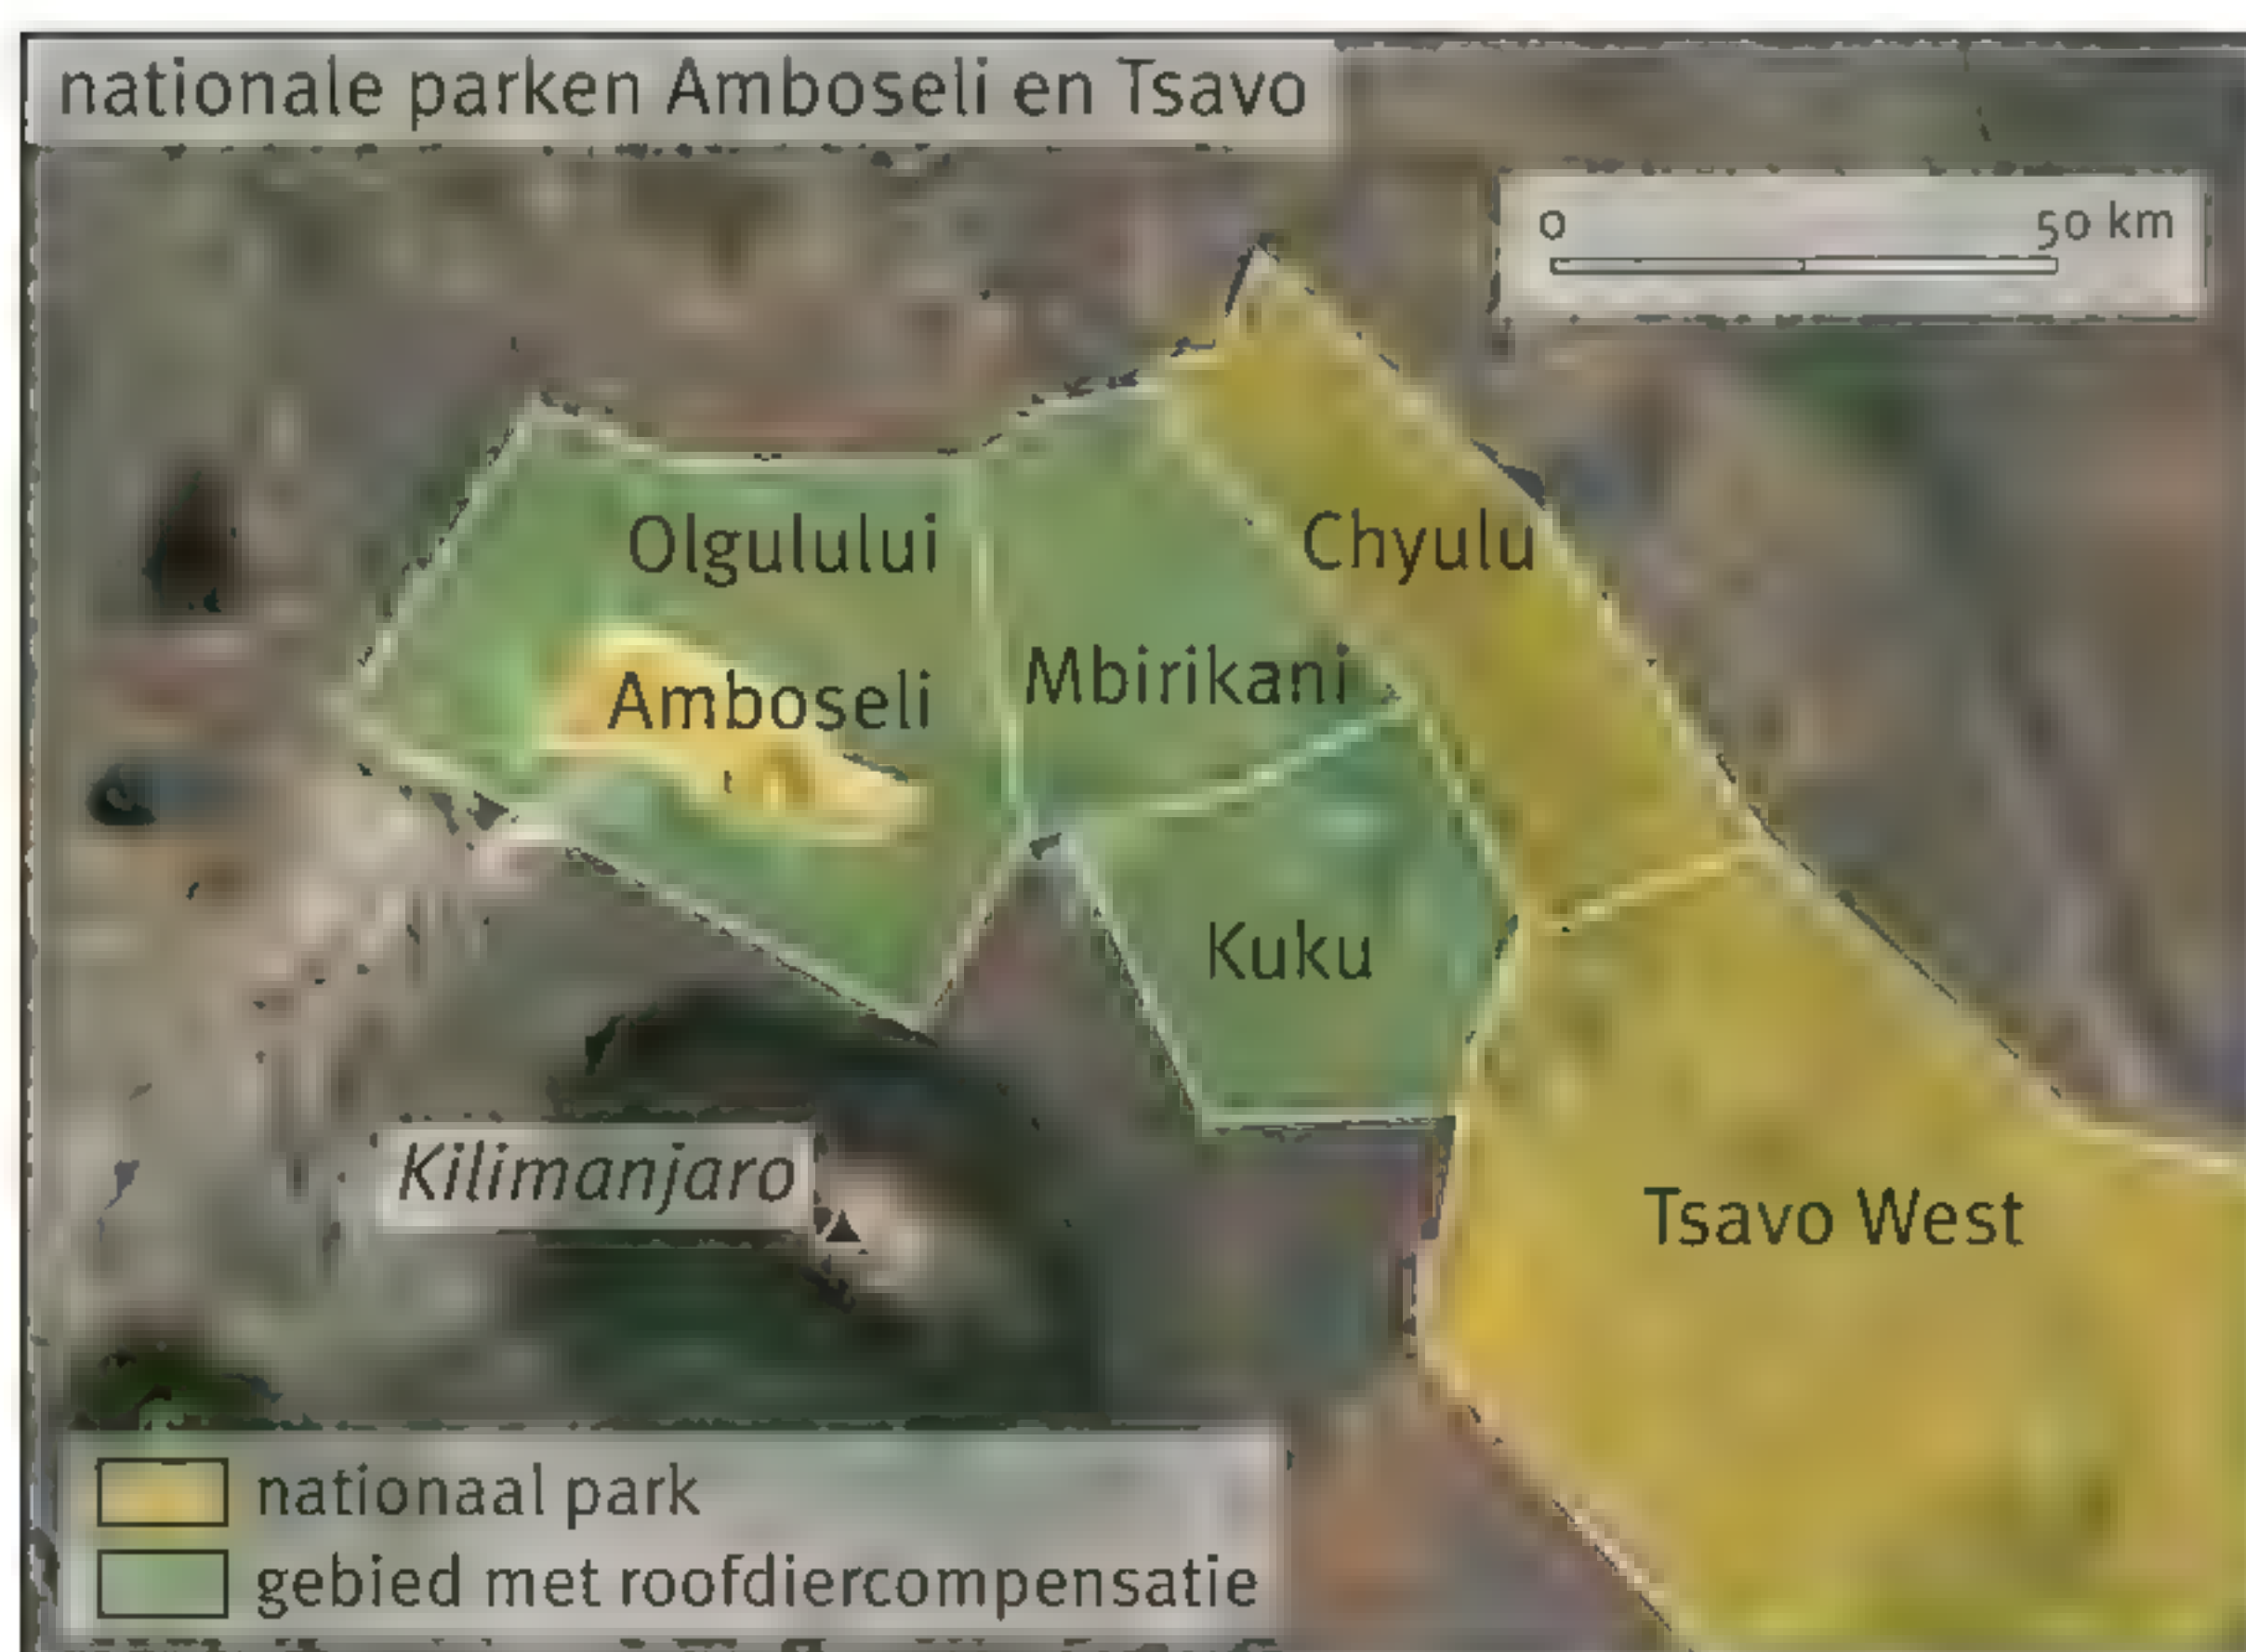 nationale parken Amboseli en Tsavo
0 50 km
Olgulului
Chyulu
Mbirikani
Amboseli
Kuku
Kilimanjaro
Tsavo West
nationaal park
gebied met roofdiercompensatie